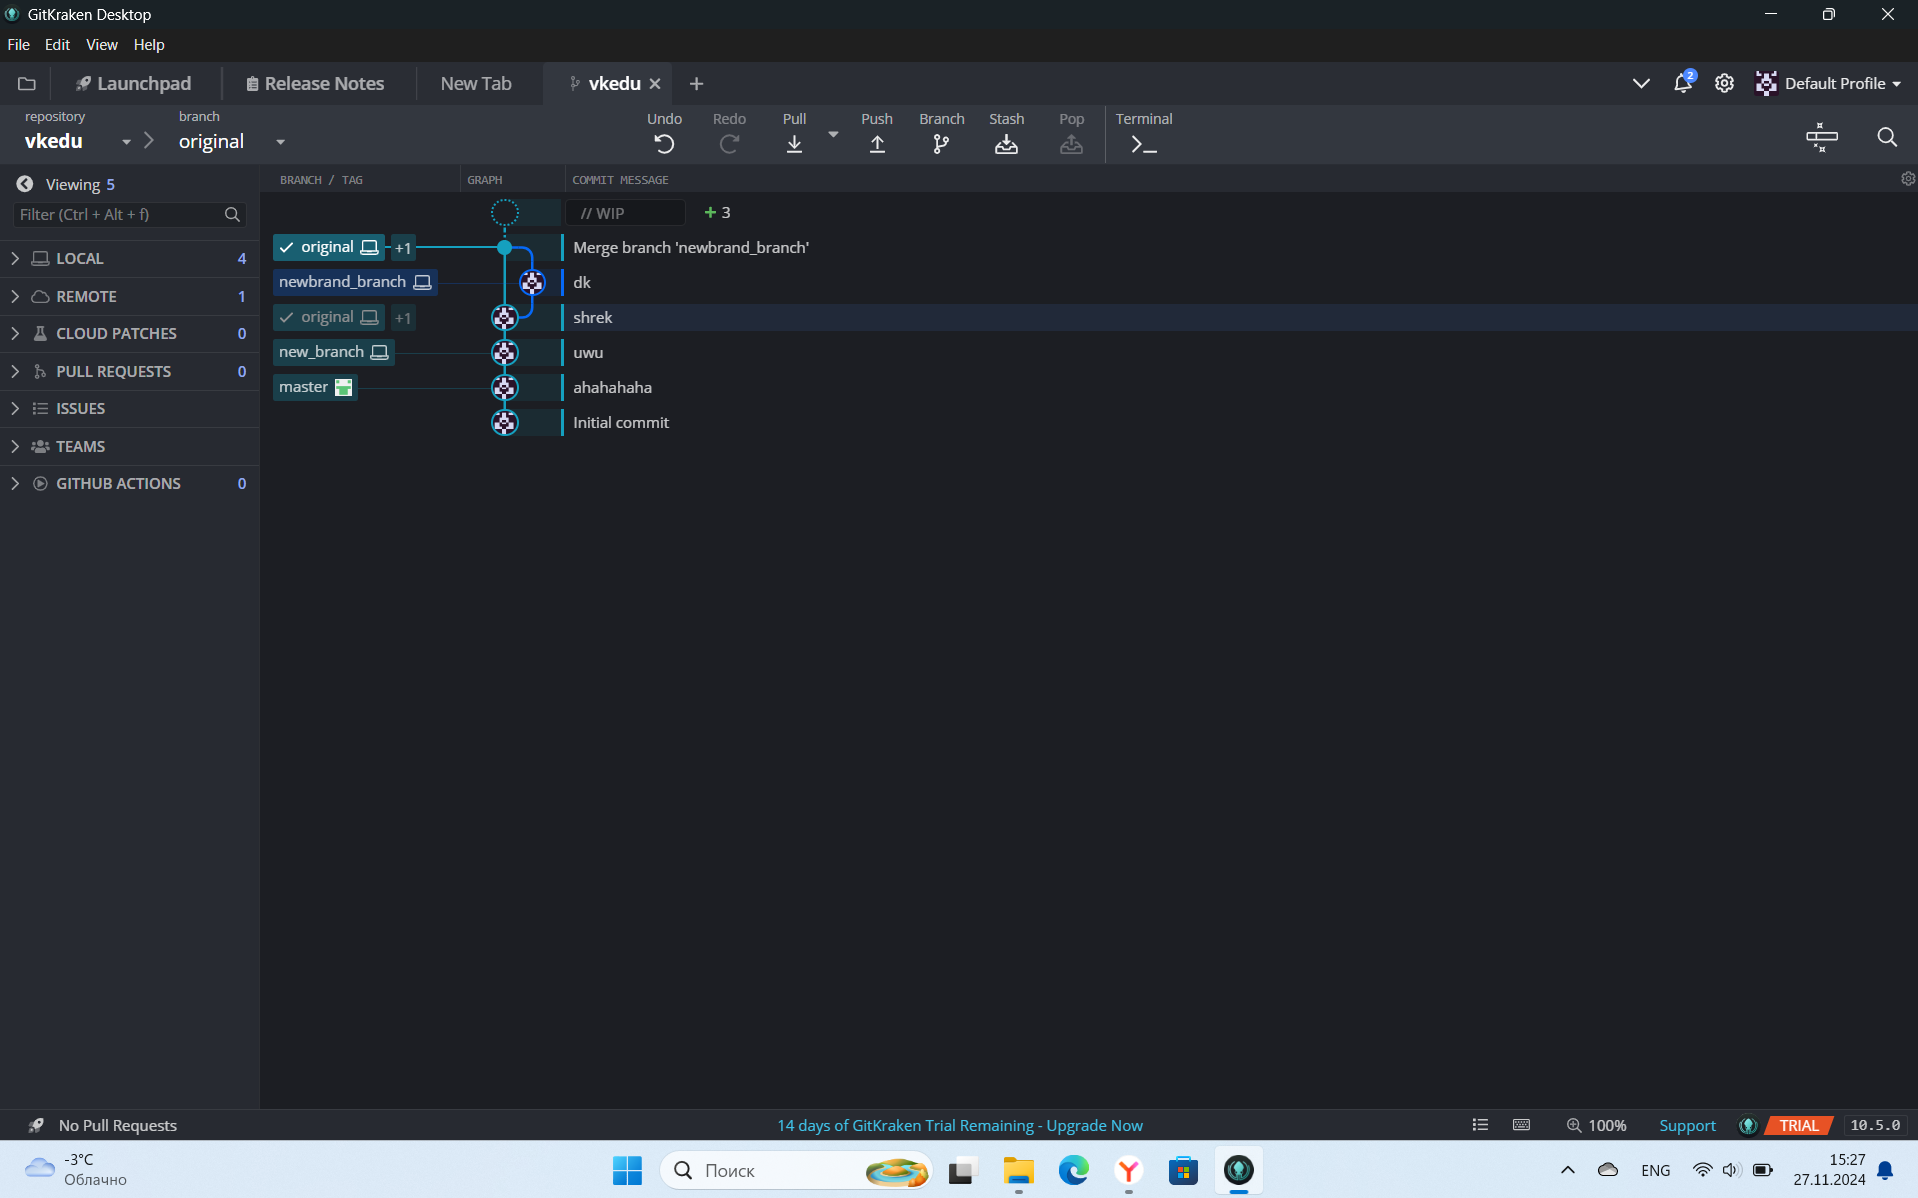 GitKraken Desktop
File Edit View Help
Launchpad Release Notes New Tab vkedu 2 Default Profile
repository branch
vkedu original
Undo Redo Pull Push Branch Stash Pop Terminal
Viewing 5
Filter (Ctrl + Alt + f)
LOCAL 4
REMOTE 1
CLOUD PATCHES 0
PULL REQUESTS 0
ISSUES
TEAMS
GITHUB ACTIONS 0
BRANCH / TAG GRAPH COMMIT MESSAGE
// WIP + 3
original +1 Merge branch 'newbrand_branch'
newbrand_branch dk
original +1 shrek
new_branch uwu
master ahahahaha
Initial commit
No Pull Requests 14 days of GitKraken Trial Remaining - Upgrade Now 100% Support TRIAL 10.5.0
-3°C
Облачно
Поиск
ENG
15:27
27.11.2024